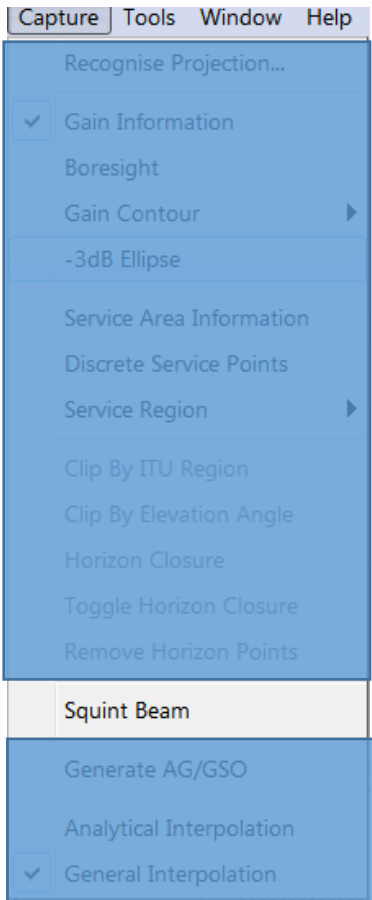 Capture Tools Window Help
Recognise Projection...
Gain Information
Boresight
Gain Contour
-3dB Ellipse
Service Area Information
Discrete Service Points
Service Region
Clip By ITU Region
Clip By Elevation Angle
Horizon Closure
Toggle Horizon Closure
Remove Horizon Points
Squint Beam
Generate AG/GSO
Analytical Interpolation
General Interpolation